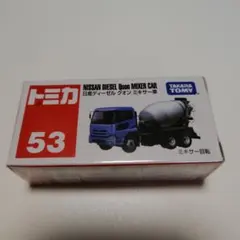 トミカ
53
NISSAN DIESEL Quon MIXER CAR
日産ディーゼル クオン ミキサー車
TAKARA TOMY
ミキサー回転